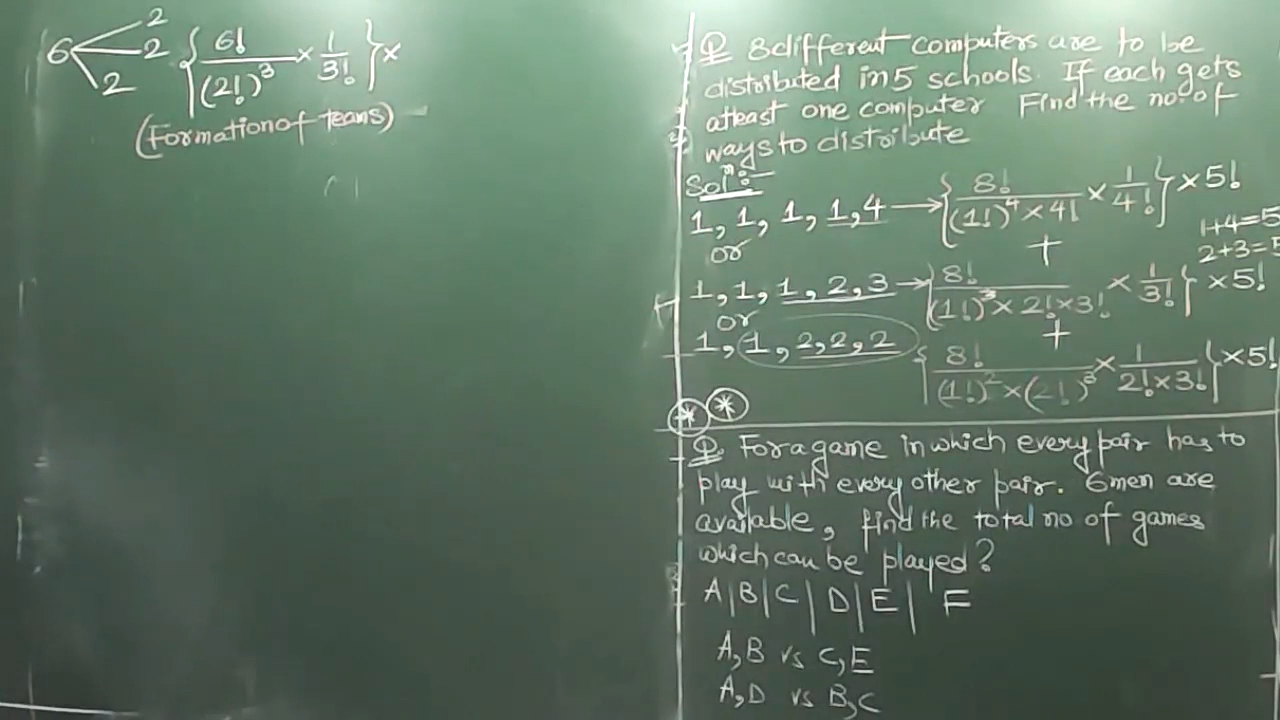 6 < 2
2 { 6! / (2!)³ × 1/3! } ×
2
(Formation of teams)
Q. 8 different computers are to be
distributed in 5 schools. If each gets
atleast one computer Find the no. of
ways to distribute
Solⁿ:-
1, 1, 1, 1, 4 → { 8! / (1!)⁴ × 4! × 1/4! } × 5!
or
+
1+4=5
2+3=5
1, 1, 1, 2, 3 → { 8! / (1!)³ × 2! × 3! × 1/3! } × 5!
or
+
1, 1, 2, 2, 2 { 8! / (1!)² × (2!)³ × 1/2! × 3! } × 5!
* *
Q. For a game in which every pair has to
play with every other pair. 6 men are
available, find the total no of games
which can be played?
A | B | C | D | E | F
A, B vs C, E
A, D vs B, C